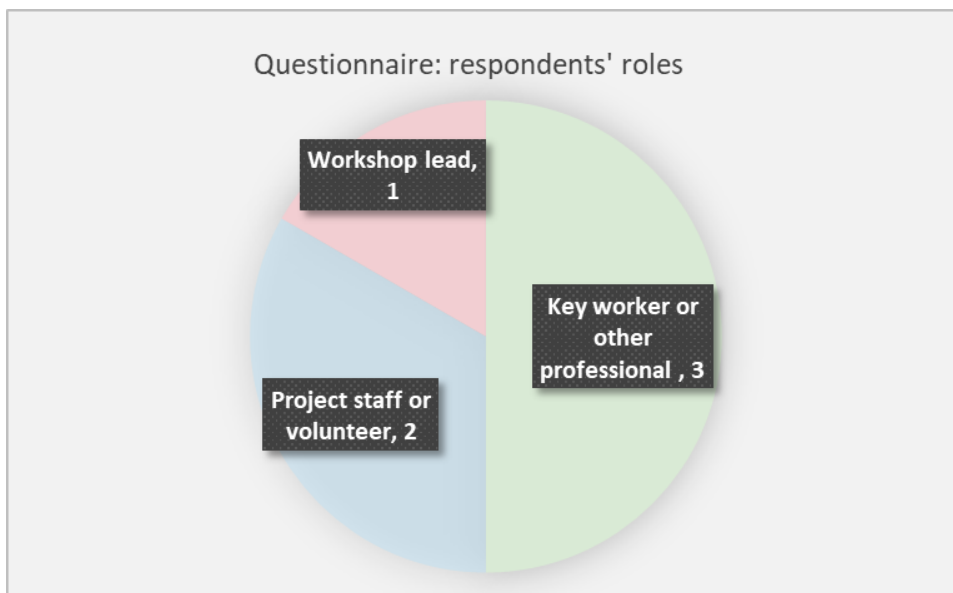 Questionnaire: respondents' roles
Workshop lead,
1
Key worker or
other
professional , 3
Project staff or
volunteer, 2